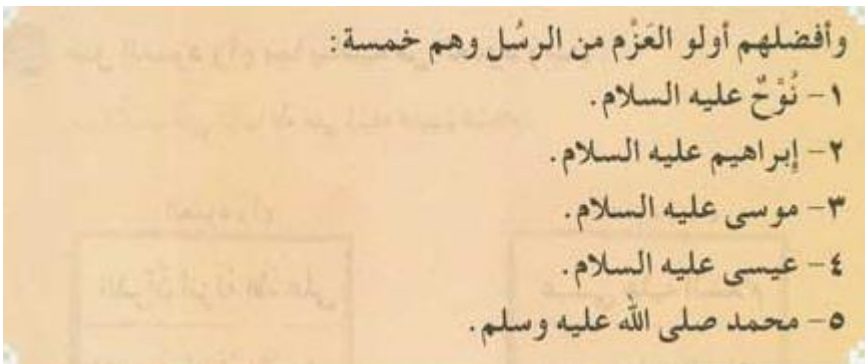 وأفضلهم أولو العَزْم من الرسُل وهم خمسة:
١- نُوْحٌ عليه السلام.
٢- إبراهيم عليه السلام.
٣- موسى عليه السلام.
٤- عيسى عليه السلام.
٥- محمد صلى الله عليه وسلم.